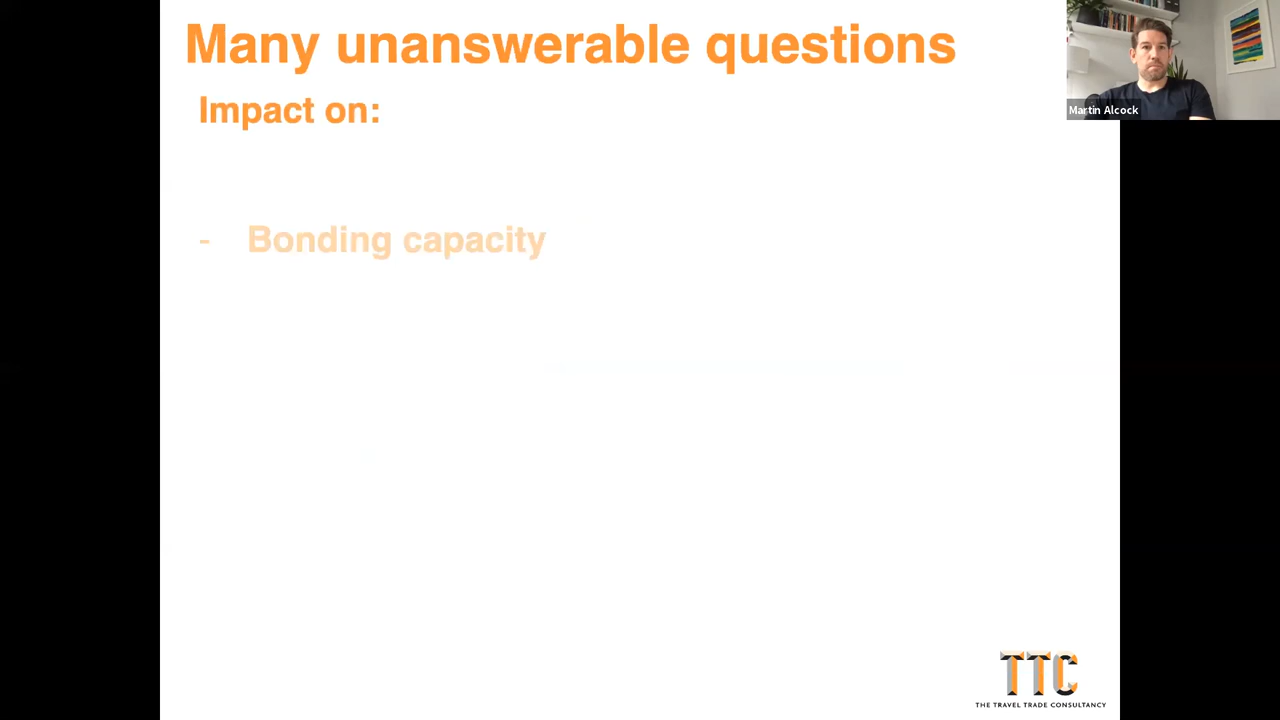 Many unanswerable questions
Impact on:
- Bonding capacity
Martin Alcock
TTC
THE TRAVEL TRADE CONSULTANCY